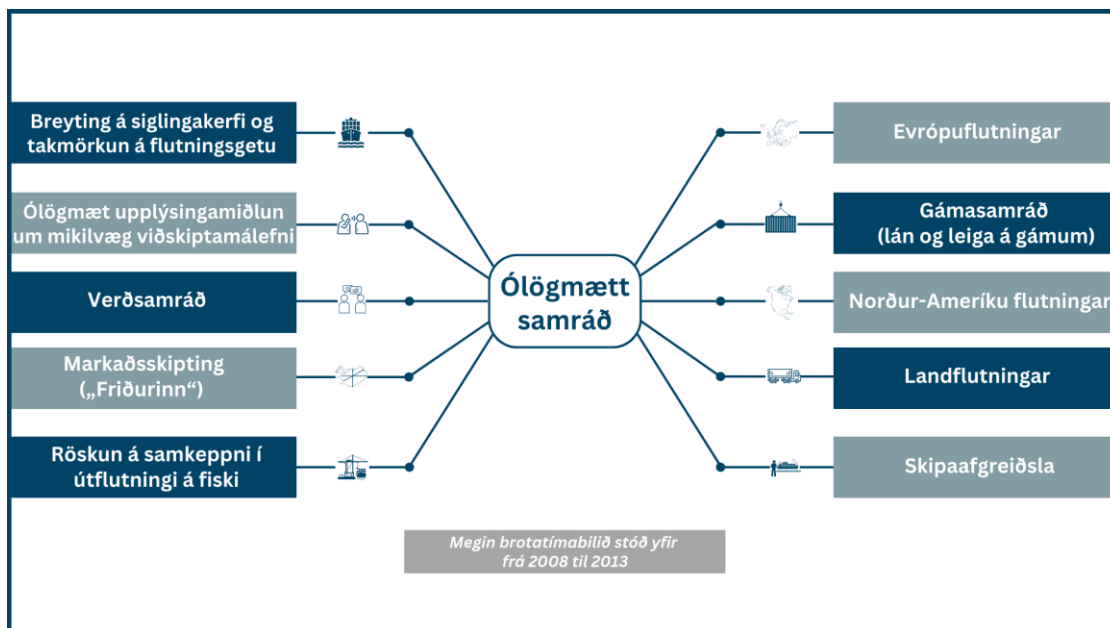 Breyting á siglingakerfi og
takmörkun á flutningsgetu
Ólögmæt upplýsingamiðlun
um mikilvæg viðskiptamálefni
Verðsamráð
Markaðsskipting
(„Friðurinn“)
Röskun á samkeppni í
útflutningi á fiski
Ólögmætt
samráð
Evrópuflutningar
Gámasamráð
(lán og leiga á gámum)
Norður-Ameríku flutningar
Landflutningar
Skipaafgreiðsla
Megin brotatímabilið stóð yfir
frá 2008 til 2013